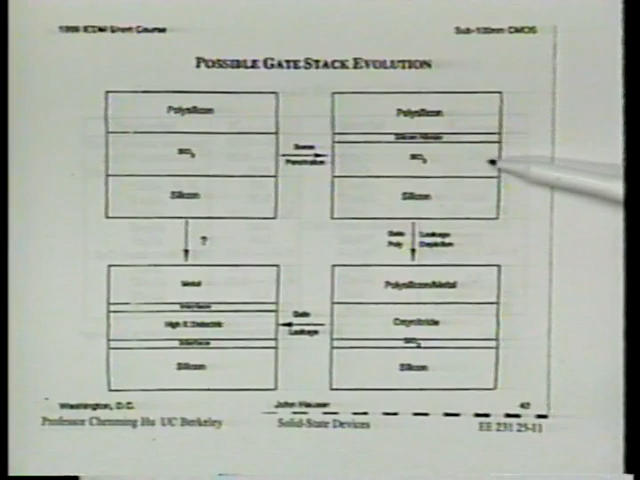 1999 IEDM Short Course
Sub-100nm CMOS
POSSIBLE GATE STACK EVOLUTION
Polysilicon
SiO2
Silicon
Boron
Penetration
Polysilicon
Silicon Nitride
SiO2
Silicon
?
Gate Leakage
Poly Depletion
Metal
Interface
High K Dielectric
Interface
Silicon
Gate
Leakage
Polysilicon/Metal
Oxynitride
SiO2
Silicon
Washington, D.C.
John Hauser
42
Professor Chenming Hu UC Berkeley
Solid-State Devices
EE 231 25-11